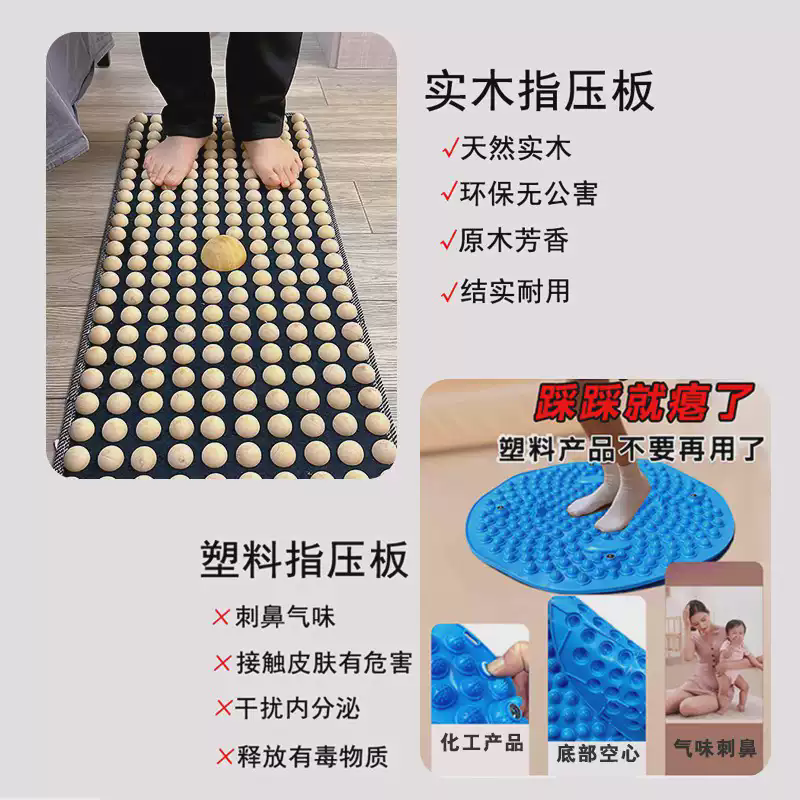 实木指压板
√天然实木
√环保无公害
√原木芳香
√结实耐用
踩踩就瘪了
塑料产品不要再用了
塑料指压板
×刺鼻气味
×接触皮肤有危害
×干扰内分泌
×释放有毒物质
化工产品
底部空心
气味刺鼻